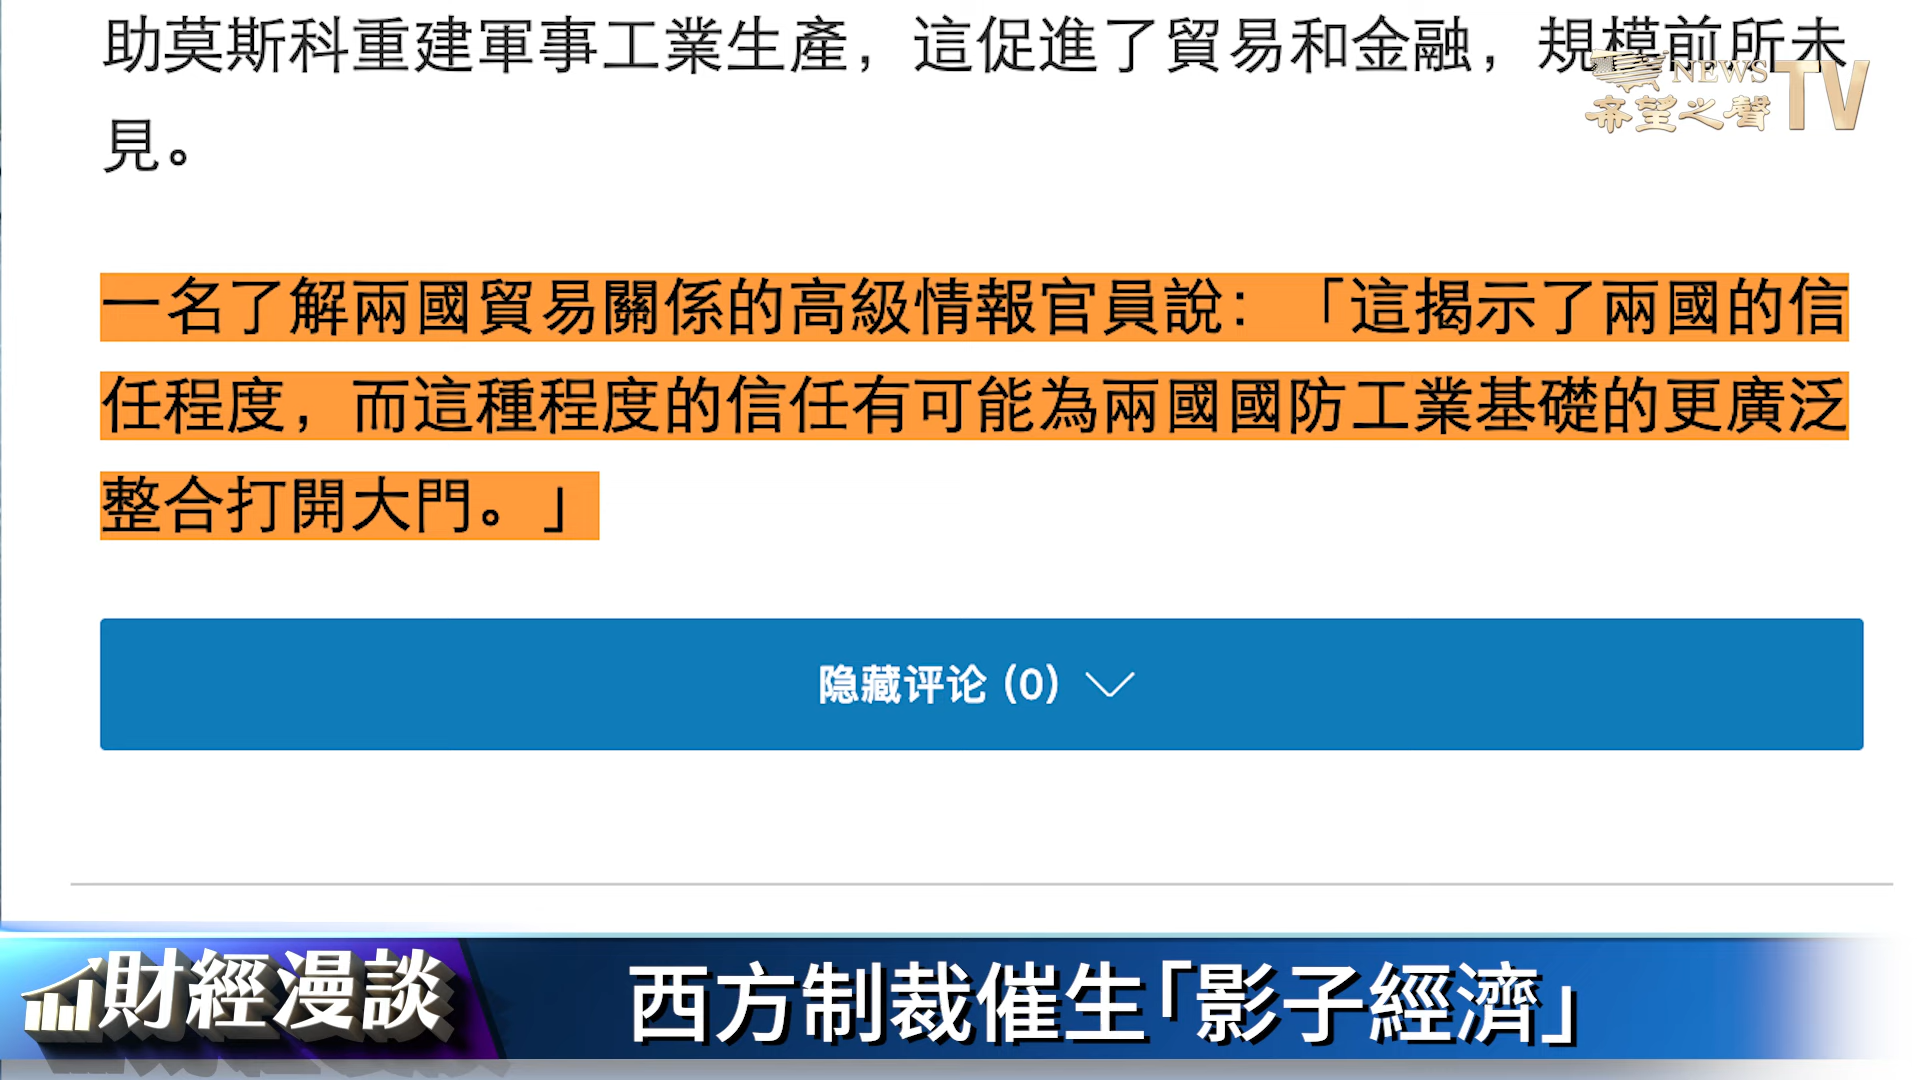 助莫斯科重建軍事工業生產，這促進了貿易和金融，規模前所未
見。
NEWS
希望之聲TV
一名了解兩國貿易關係的高級情報官員說：「這揭示了兩國的信
任程度，而這種程度的信任有可能為兩國國防工業基礎的更廣泛
整合打開大門。」
隐藏评论 (0)
財經漫談
西方制裁催生「影子經濟」